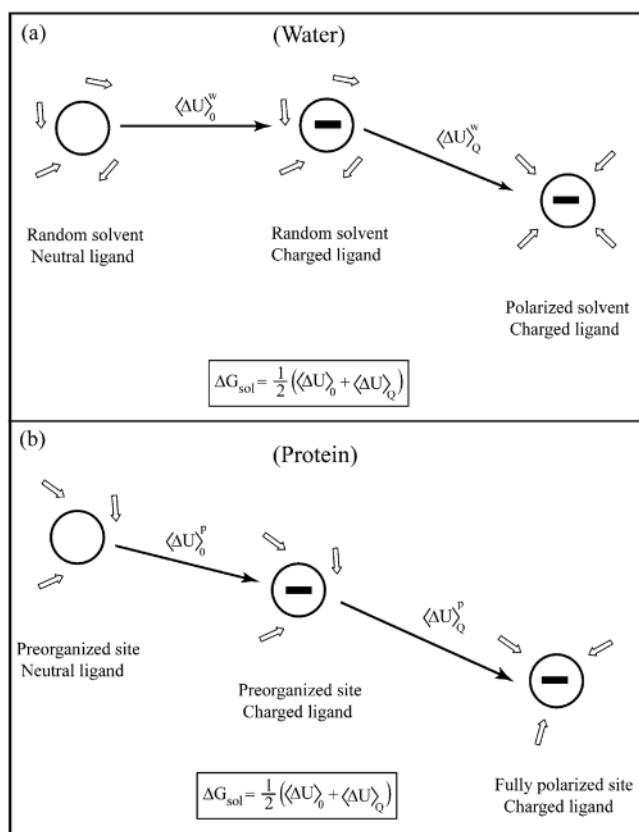 (a)
(Water)
⟨ΔU⟩₀ʷ
⟨ΔU⟩_Q^w
Random solvent
Neutral ligand
Random solvent
Charged ligand
Polarized solvent
Charged ligand
ΔG_sol = 1/2 (⟨ΔU⟩₀ + ⟨ΔU⟩_Q)
(b)
(Protein)
⟨ΔU⟩₀ᵖ
⟨ΔU⟩_Q^p
Preorganized site
Neutral ligand
Preorganized site
Charged ligand
Fully polarized site
Charged ligand
ΔG_sol = 1/2 (⟨ΔU⟩₀ + ⟨ΔU⟩_Q)